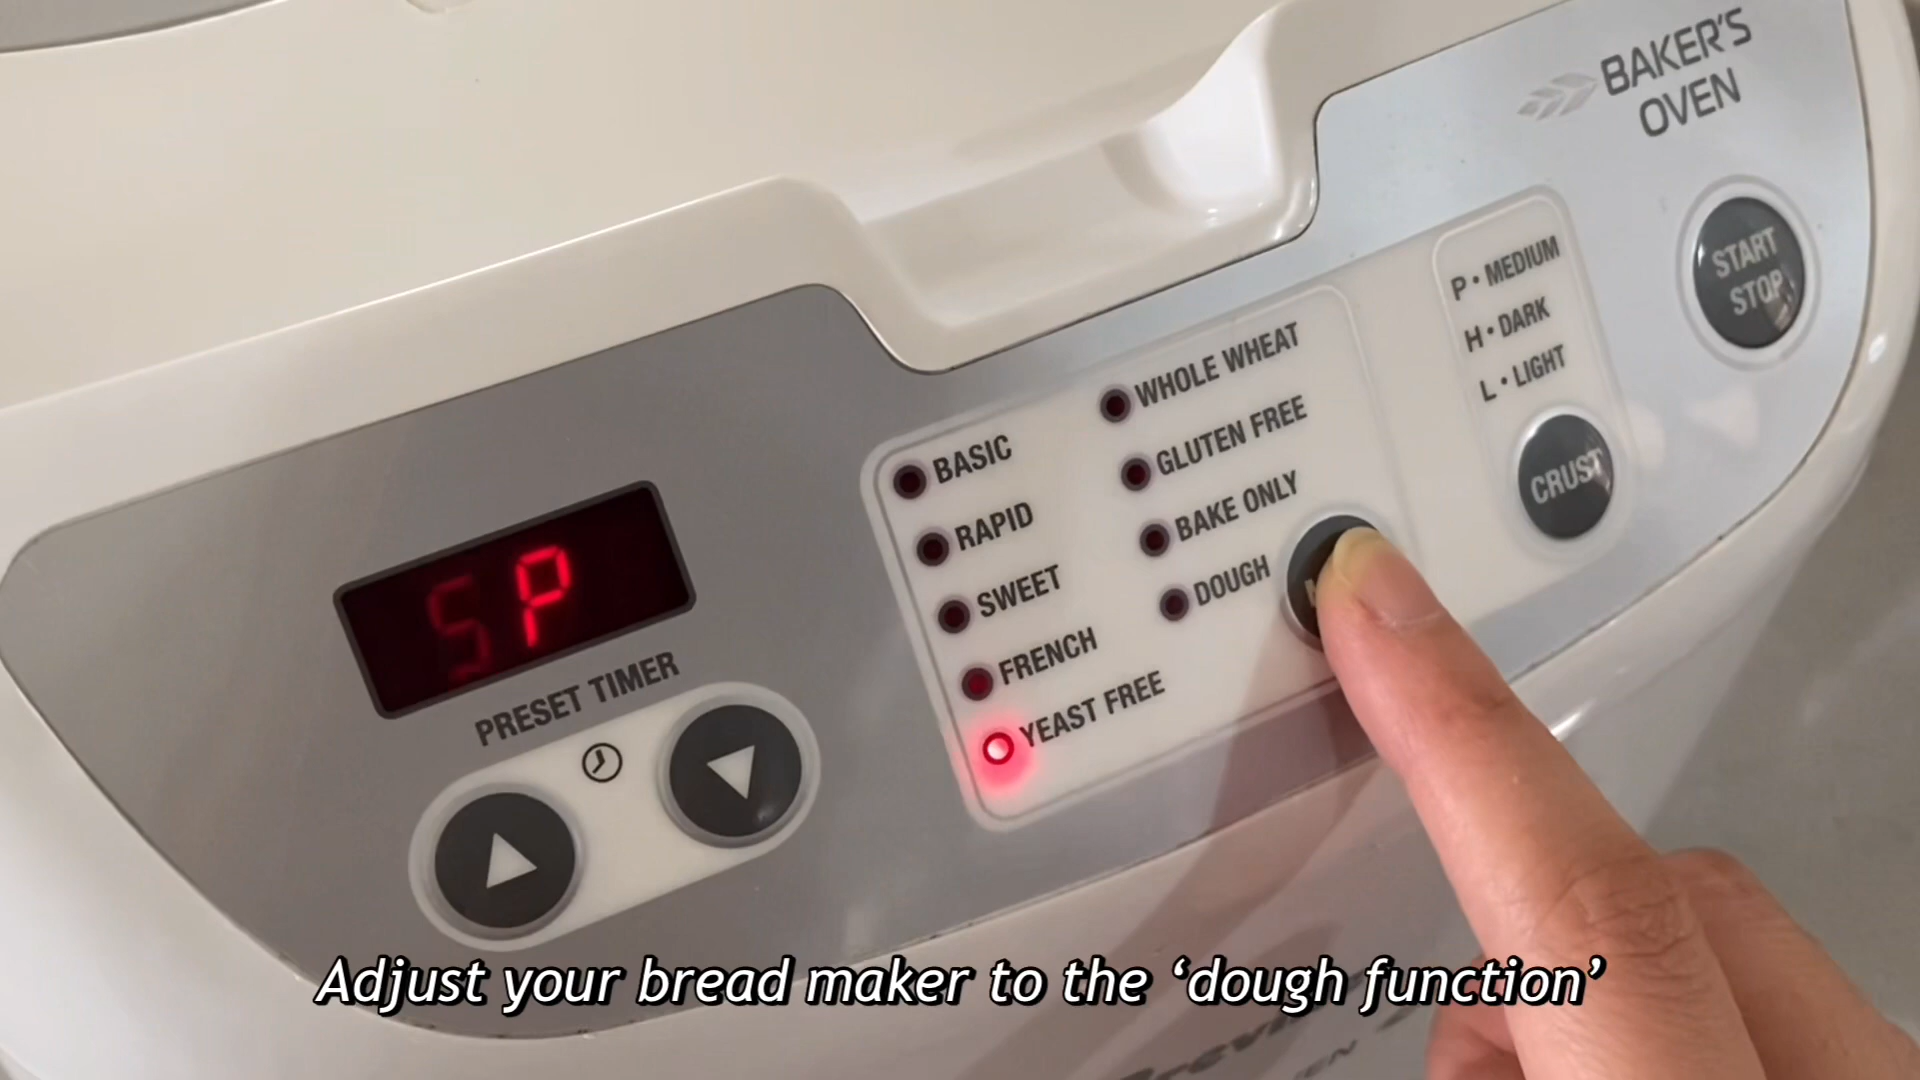 BAKER'S
OVEN
START
STOP
P • MEDIUM
H • DARK
L • LIGHT
CRUST
WHOLE WHEAT
GLUTEN FREE
BAKE ONLY
DOUGH
BASIC
RAPID
SWEET
FRENCH
YEAST FREE
5P
PRESET TIMER
Adjust your bread maker to the ‘dough function’